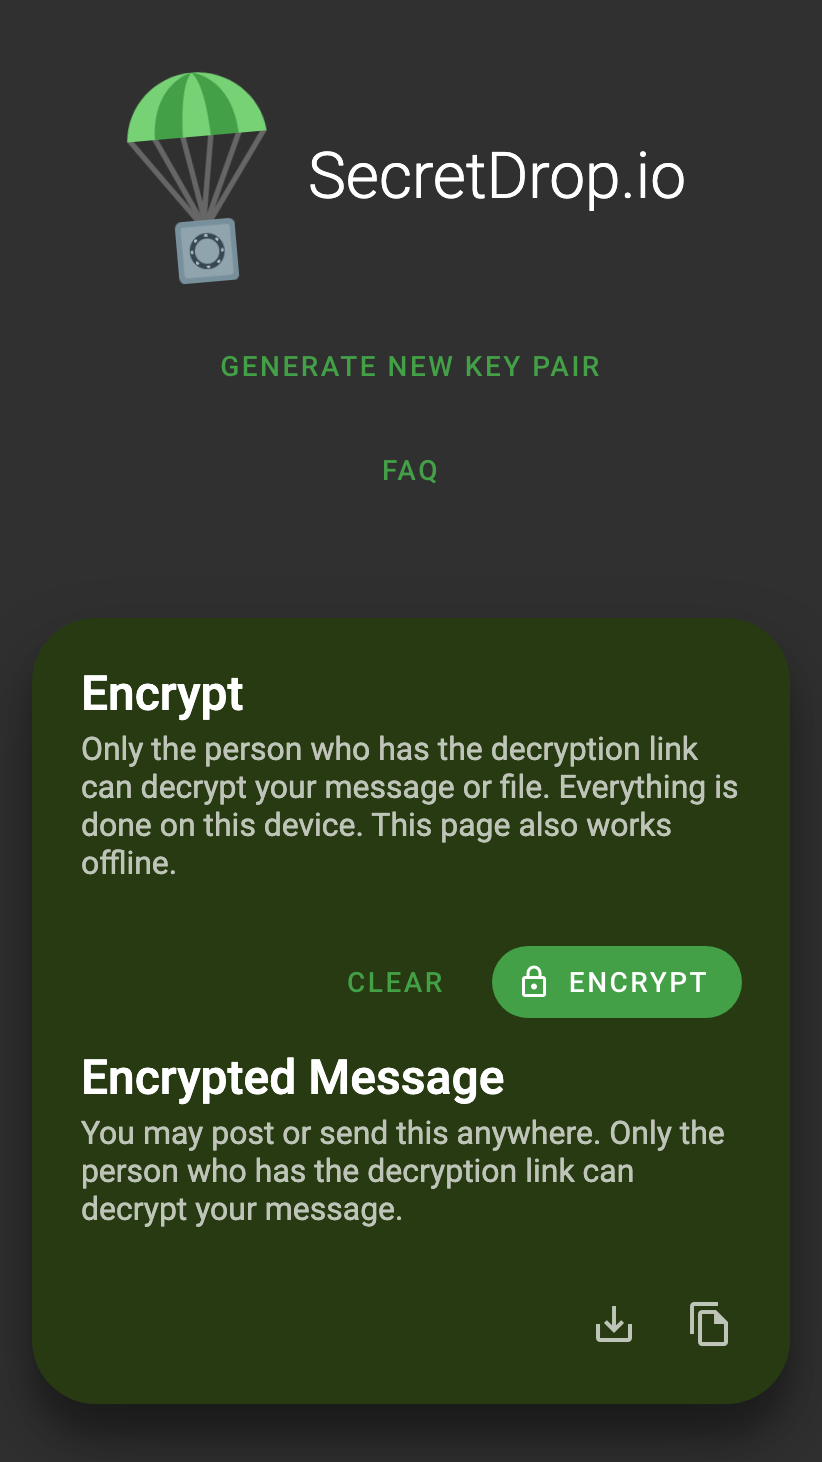 SecretDrop.io
GENERATE NEW KEY PAIR
FAQ
Encrypt
Only the person who has the decryption link
can decrypt your message or file. Everything is
done on this device. This page also works
offline.
CLEAR
ENCRYPT
Encrypted Message
You may post or send this anywhere. Only the
person who has the decryption link can
decrypt your message.